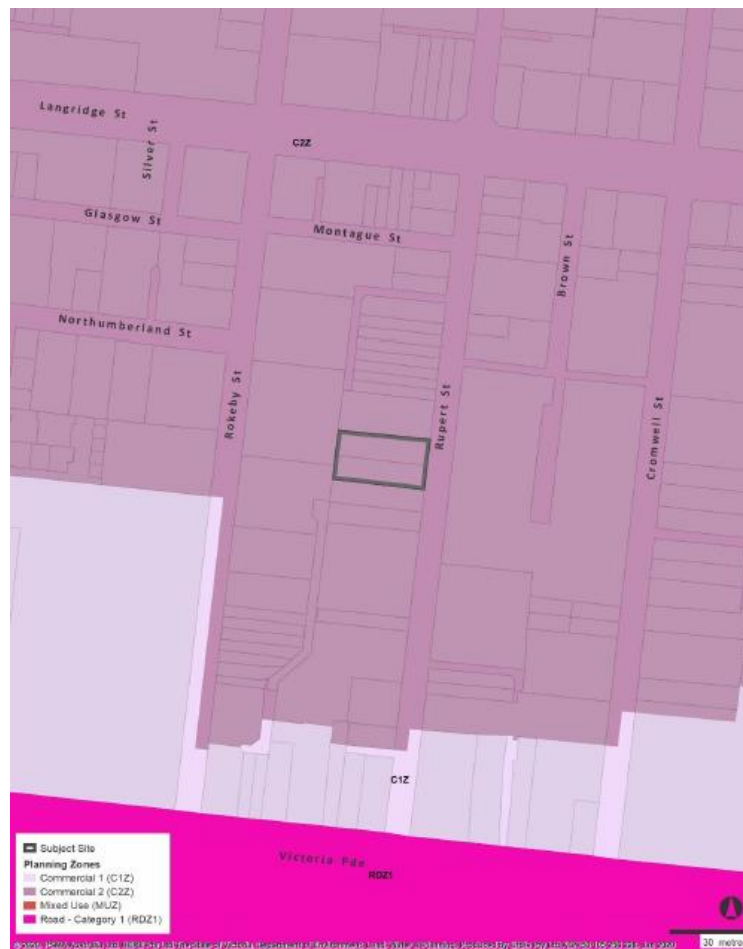 Langridge St
Silver St
C2Z
Glasgow St
Montague St
Brown St
Northumberland St
Rokeby St
Rupert St
Cromwell St
C1Z
Victoria Pde
RDZ1
Subject Site
Planning Zones
Commercial 1 (C1Z)
Commercial 2 (C2Z)
Mixed Use (MUZ)
Road - Category 1 (RDZ1)
30 metre